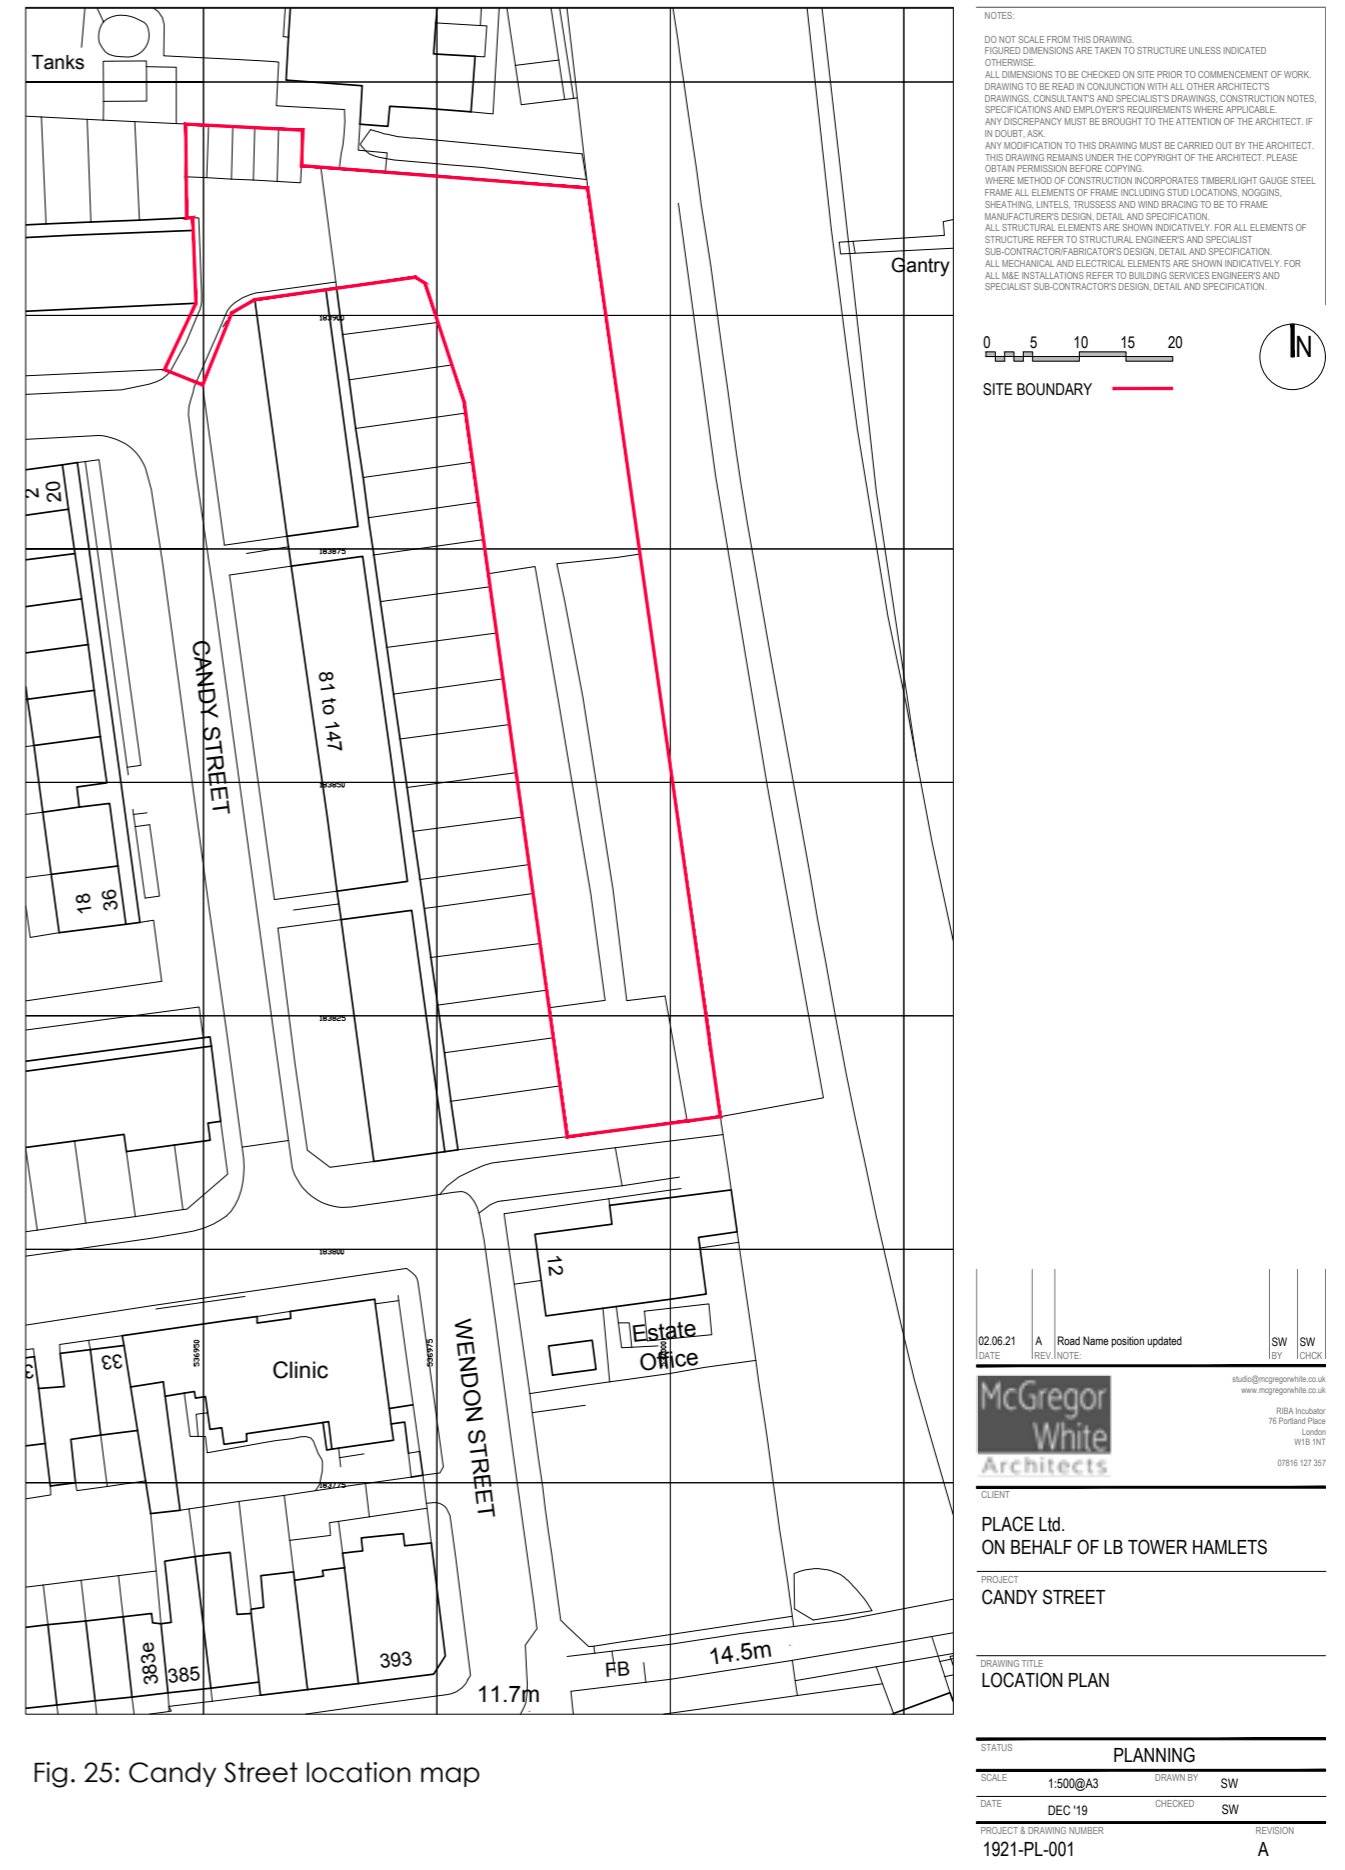 Tanks
Gantry
183900
2
20
183875
CANDY STREET
81 to 147
183850
18
36
183825
183800
12
Estate
Office
536950
536975
33
Clinic
WENDON STREET
183775
383e
385
393
FB
14.5m
11.7m
Fig. 25: Candy Street location map
NOTES:
DO NOT SCALE FROM THIS DRAWING.
FIGURED DIMENSIONS ARE TAKEN TO STRUCTURE UNLESS INDICATED
OTHERWISE.
ALL DIMENSIONS TO BE CHECKED ON SITE PRIOR TO COMMENCEMENT OF WORK.
DRAWING TO BE READ IN CONJUNCTION WITH ALL OTHER ARCHITECT'S
DRAWINGS, CONSULTANT'S AND SPECIALIST'S DRAWINGS, CONSTRUCTION NOTES,
SPECIFICATIONS AND EMPLOYER'S REQUIREMENTS WHERE APPLICABLE.
ANY DISCREPANCY MUST BE BROUGHT TO THE ATTENTION OF THE ARCHITECT. IF
IN DOUBT, ASK.
ANY MODIFICATION TO THIS DRAWING MUST BE CARRIED OUT BY THE ARCHITECT.
THIS DRAWING REMAINS UNDER THE COPYRIGHT OF THE ARCHITECT. PLEASE
OBTAIN PERMISSION BEFORE COPYING.
WHERE METHOD OF CONSTRUCTION INCORPORATES TIMBER/LIGHT GAUGE STEEL
FRAME ALL ELEMENTS OF FRAME INCLUDING STUD LOCATIONS, NOGGINS,
SHEATHING, LINTELS, TRUSSESS AND WIND BRACING TO BE TO FRAME
MANUFACTURER'S DESIGN, DETAIL AND SPECIFICATION.
ALL STRUCTURAL ELEMENTS ARE SHOWN INDICATIVELY. FOR ALL ELEMENTS OF
STRUCTURE REFER TO STRUCTURAL ENGINEER'S AND SPECIALIST
SUB-CONTRACTOR/FABRICATOR'S DESIGN, DETAIL AND SPECIFICATION.
ALL MECHANICAL AND ELECTRICAL ELEMENTS ARE SHOWN INDICATIVELY. FOR
ALL M&E INSTALLATIONS REFER TO BUILDING SERVICES ENGINEER'S AND
SPECIALIST SUB-CONTRACTOR'S DESIGN, DETAIL AND SPECIFICATION.
0 5 10 15 20
N
SITE BOUNDARY
02.06.21 A Road Name position updated SW SW
DATE REV. NOTE: BY CHCK
McGregor
White
Architects
studio@mcgregorwhite.co.uk
www.mcgregorwhite.co.uk
RIBA Incubator
76 Portland Place
London
W1B 1NT
07816 127 357
CLIENT
PLACE Ltd.
ON BEHALF OF LB TOWER HAMLETS
PROJECT
CANDY STREET
DRAWING TITLE
LOCATION PLAN
STATUS
PLANNING
SCALE 1:500@A3 DRAWN BY SW
DATE DEC '19 CHECKED SW
PROJECT & DRAWING NUMBER REVISION
1921-PL-001 A